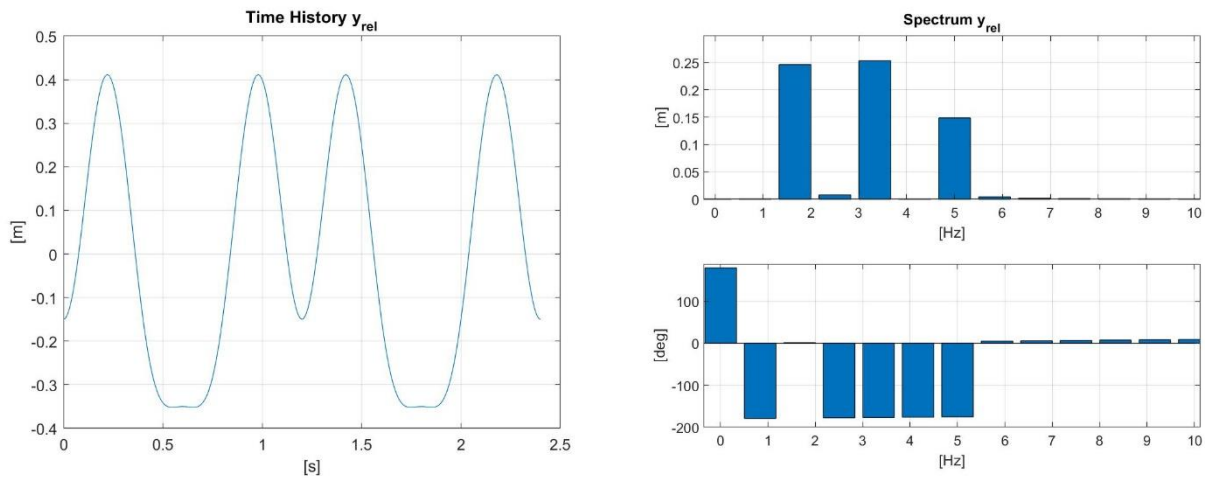 Time History y_rel
0.5
0.4
0.3
0.2
0.1
0
-0.1
-0.2
-0.3
-0.4
[m]
0 0.5 1 1.5 2 2.5
[s]
Spectrum y_rel
0.25
0.2
0.15
0.1
0.05
0
[m]
0 1 2 3 4 5 6 7 8 9 10
[Hz]
100
0
-100
-200
[deg]
0 1 2 3 4 5 6 7 8 9 10
[Hz]